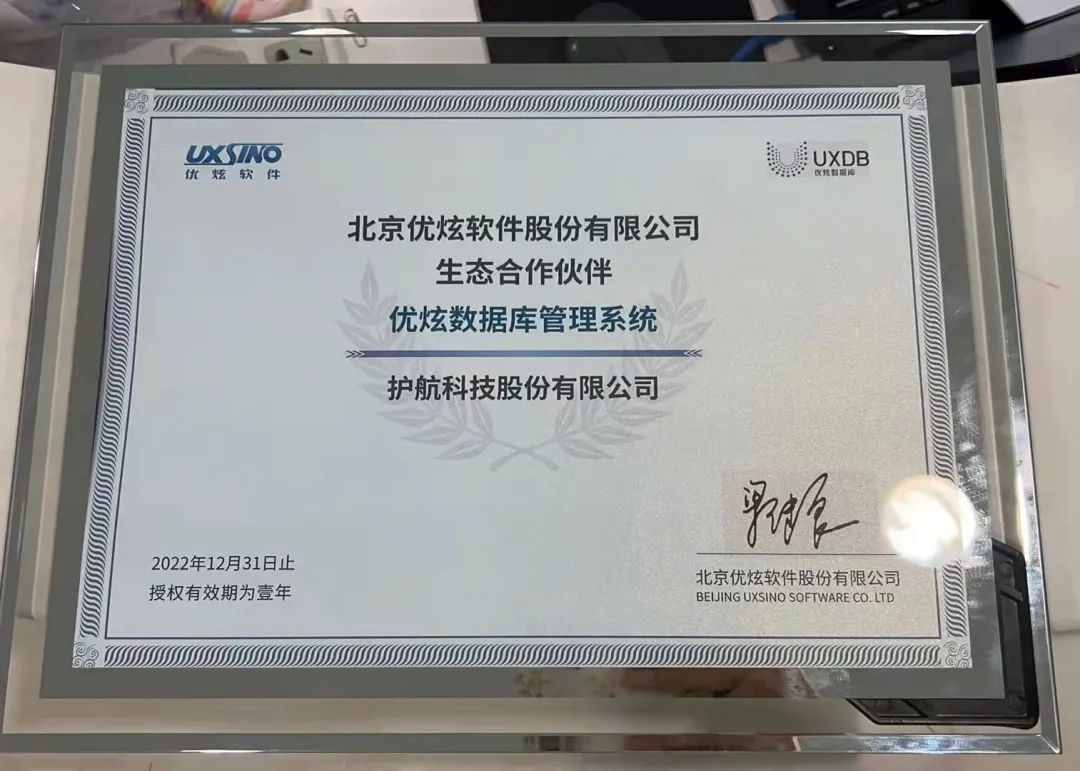 UXSINO
优炫软件
UXDB
优炫数据库
北京优炫软件股份有限公司
生态合作伙伴
优炫数据库管理系统
护航科技股份有限公司
2022年12月31日止
授权有效期为壹年
北京优炫软件股份有限公司
BEIJING UXSINO SOFTWARE CO. LTD